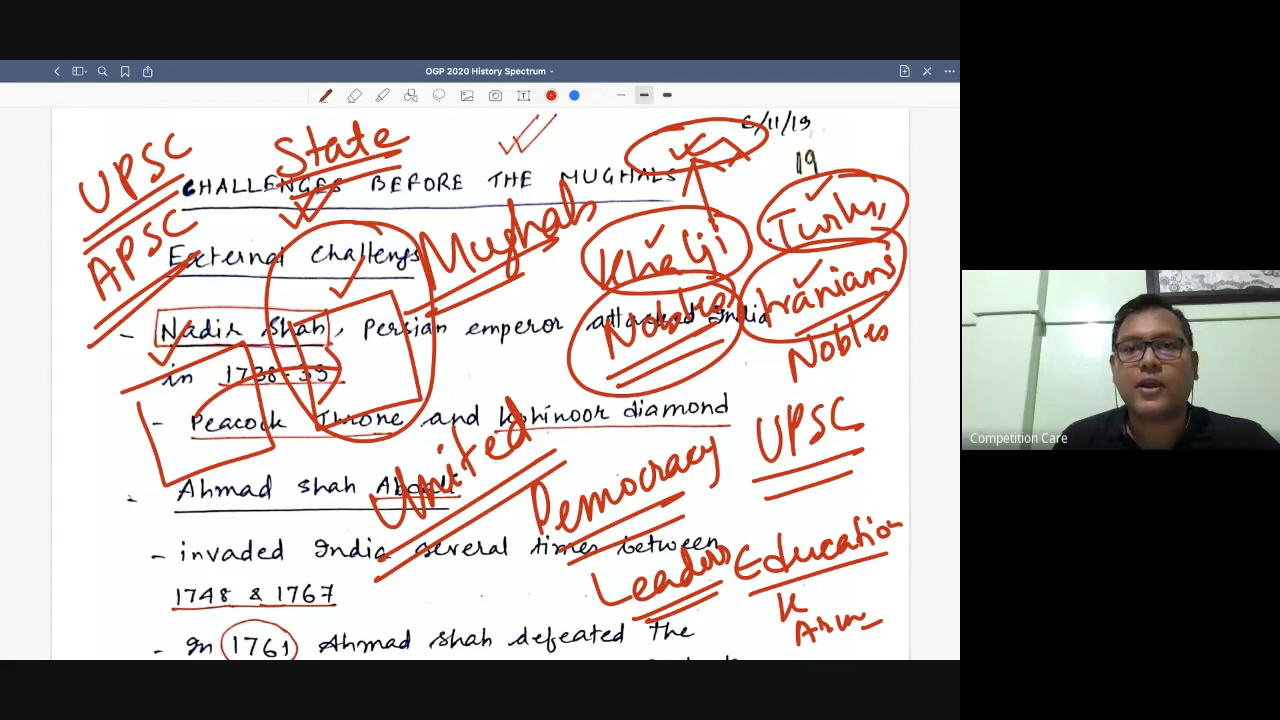 OGP 2020 History Spectrum
6/11/19
19
State
UPSC
CHALLENGES BEFORE THE MUGHALS
APSC
Mughals
Khalji
Turks,
External Challengs
Iranians
Nobles
Nadir Shah, Persian emperor attacked India
Nobles
in 1738-39
- Peacock Throne and Kohinoor diamond
UPSC
United
Democracy
Ahmad Shah Abdali
- invaded India several times between
Education
Leaders
1748 & 1767
- In 1761 Ahmad Shah defeated the
Competition Care